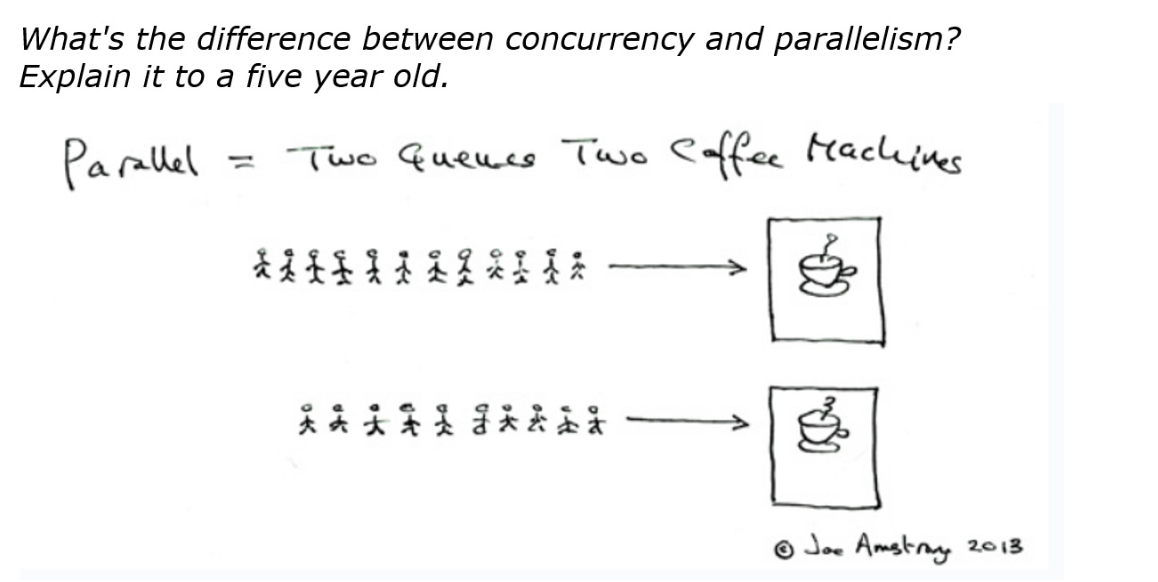 What's the difference between concurrency and parallelism?
Explain it to a five year old.
Parallel = Two Queues Two Coffee Machines
© Joe Armstrong 2013